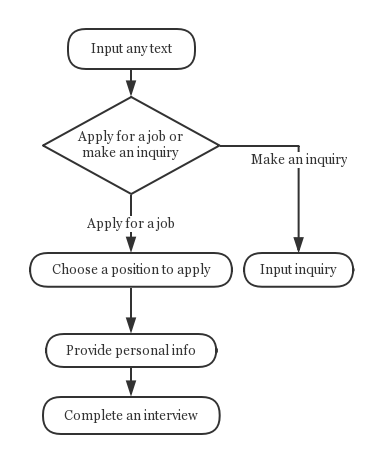 Input any text
Apply for a job or
make an inquiry
Make an inquiry
Apply for a job
Choose a position to apply
Input inquiry
Provide personal info
Complete an interview